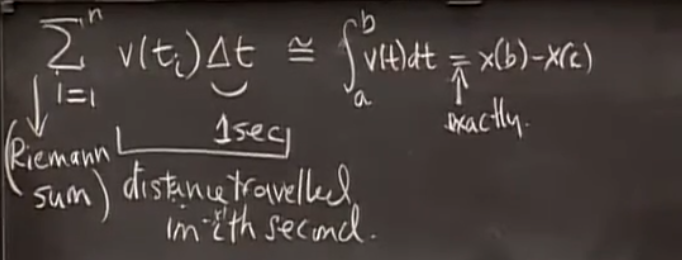 n
∑ v(tᵢ)Δt ≅ ∫ₐᵇ v(t)dt = x(b)-x(c)
i=1
1sec
exactly.
(Riemann
sum)
distance travelled
in ith second.